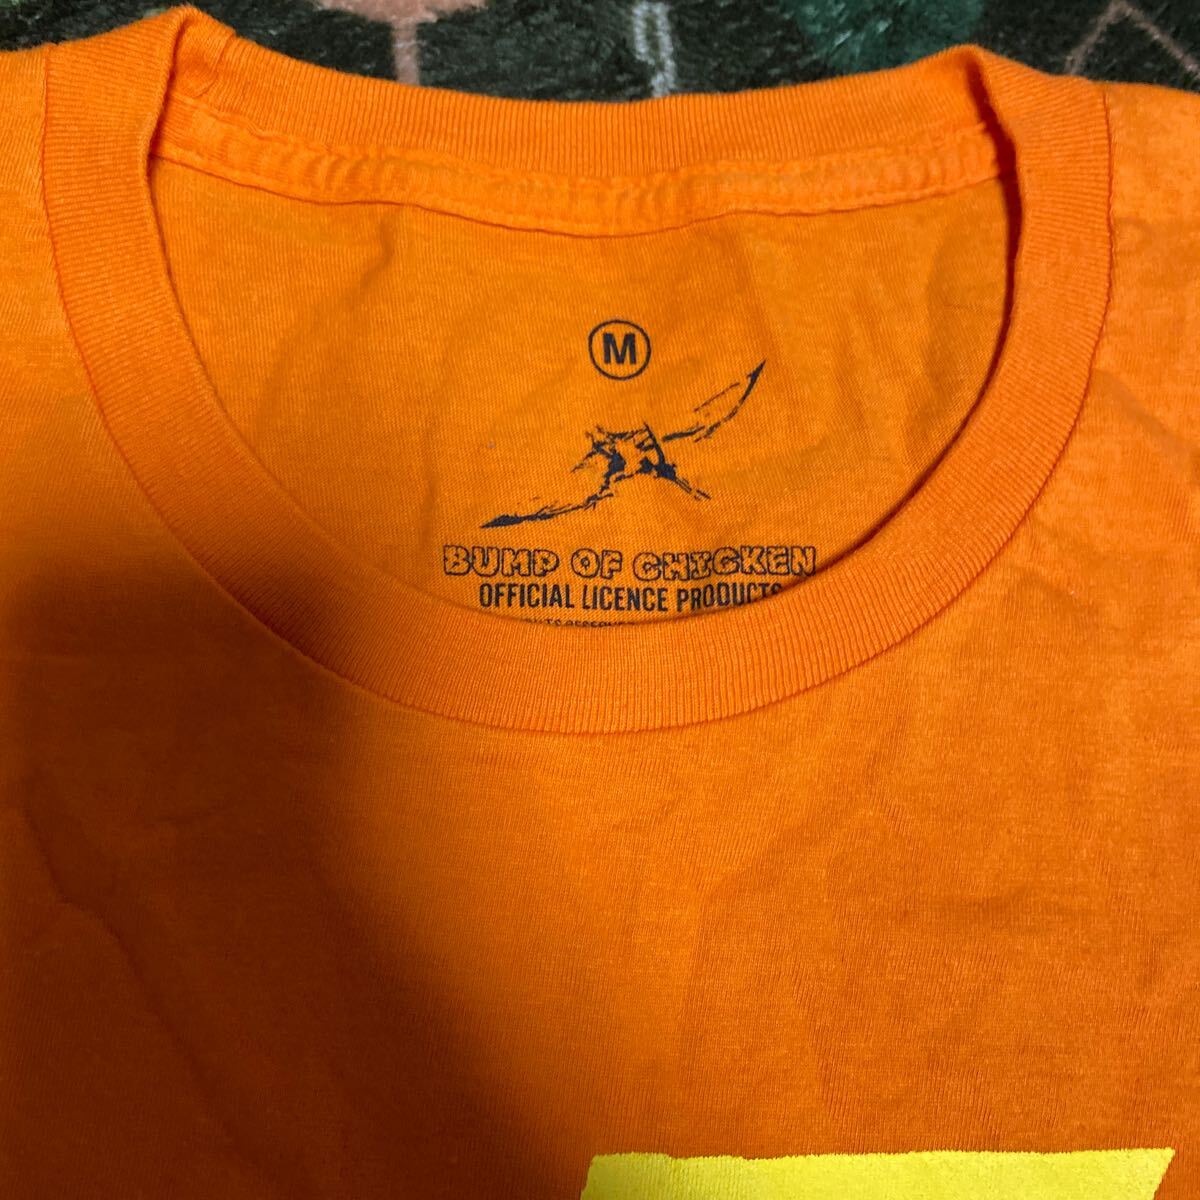 M
BUMP OF CHICKEN
OFFICIAL LICENCE PRODUCTS